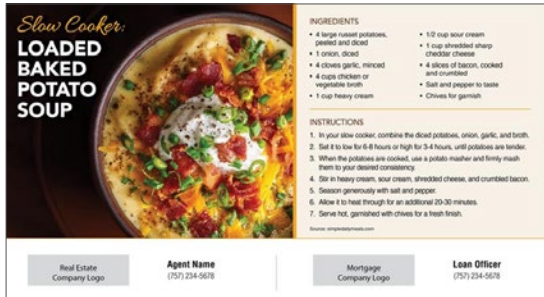 Slow Cooker:
LOADED
BAKED
POTATO
SOUP
INGREDIENTS
• 4 large russet potatoes,
peeled and diced
• 1 onion, diced
• 4 cloves garlic, minced
• 4 cups chicken or
vegetable broth
• 1 cup heavy cream
• 1/2 cup sour cream
• 1 cup shredded sharp
cheddar cheese
• 4 slices of bacon, cooked
and crumbled
• Salt and pepper to taste
• Chives for garnish
INSTRUCTIONS
1. In your slow cooker, combine the diced potatoes, onion, garlic, and broth.
2. Set it to low for 6-8 hours or high for 3-4 hours, until potatoes are tender.
3. When the potatoes are cooked, use a potato masher and firmly mash
them to your desired consistency.
4. Stir in heavy cream, sour cream, shredded cheese, and crumbled bacon.
5. Season generously with salt and pepper.
6. Allow it to heat through for an additional 20-30 minutes.
7. Serve hot, garnished with chives for a fresh finish.
Source: simpledailymeals.com
Real Estate
Company Logo
Agent Name
(757) 234-5678
Mortgage
Company Logo
Loan Officer
(757) 234-5678